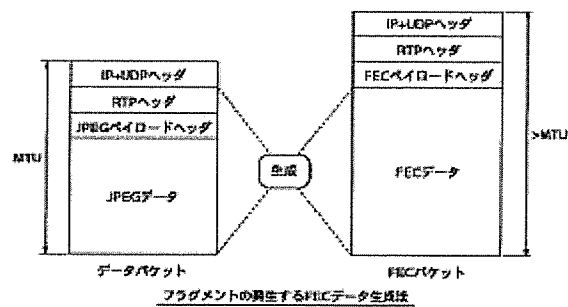 IP+UDPヘッダ
RTPヘッダ
JPEGペイロードヘッダ
JPEGデータ
MTU
データパケット
生成
IP+UDPヘッダ
RTPヘッダ
FECペイロードヘッダ
FECデータ
>MTU
FECパケット
フラグメントの発生するFECデータ生成法